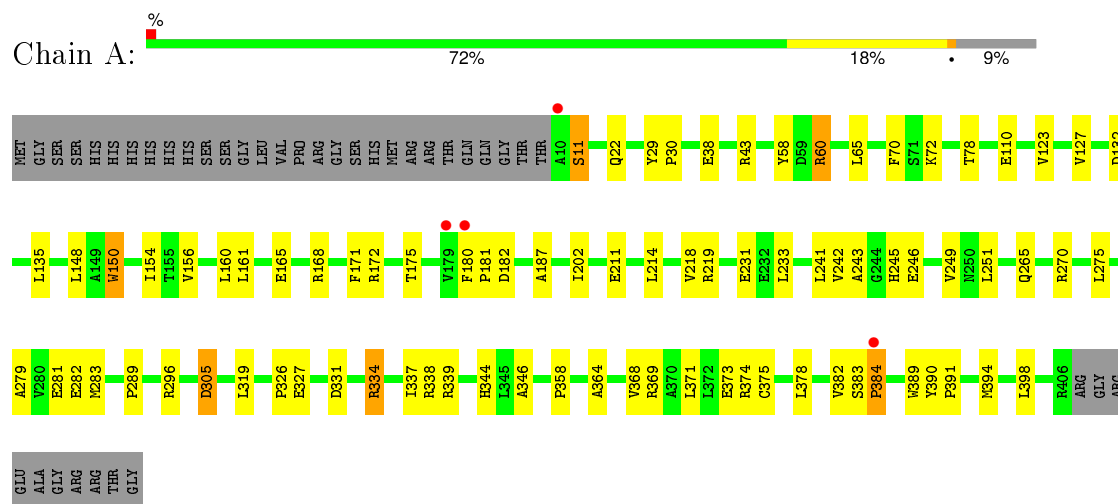 %
Chain A:
72% 18% • 9%
MET GLY SER SER HIS HIS HIS HIS HIS HIS SER SER GLY LEU VAL PRO ARG GLY SER HIS MET ARG ARG THR GLN GLN GLY THR THR A10 S11 Q22 Y29 P30 E38 R43 Y58 D59 R60 L65 F70 S71 K72 T78 E110 V123 V127 D132
L135 L148 A149 W150 I154 T155 V156 L160 L161 E165 R168 F171 R172 T175 V179 F180 P181 D182 A187 I202 E211 L214 V218 R219 E231 E232 L233 L241 V242 A243 G244 H245 E246 V249 N250 L251 Q265 R270 L275
A279 V280 E281 E282 M283 P289 R296 D305 L319 P326 E327 D331 R334 I337 R338 R339 H344 L345 A346 P358 A364 V368 R369 A370 L371 L372 E373 R374 C375 L378 V382 S383 P384 W389 Y390 P391 M394 L398 R406 ARG GLY ARG
GLU ALA GLY ARG ARG THR GLY